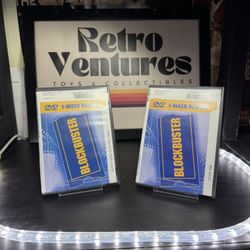 Retro
Ventures
TOYS & COLLECTIBLES
DVD 1-WEEK RENTAL
BLOCKBUSTER
DVD 1-WEEK RENTAL
BLOCKBUSTER